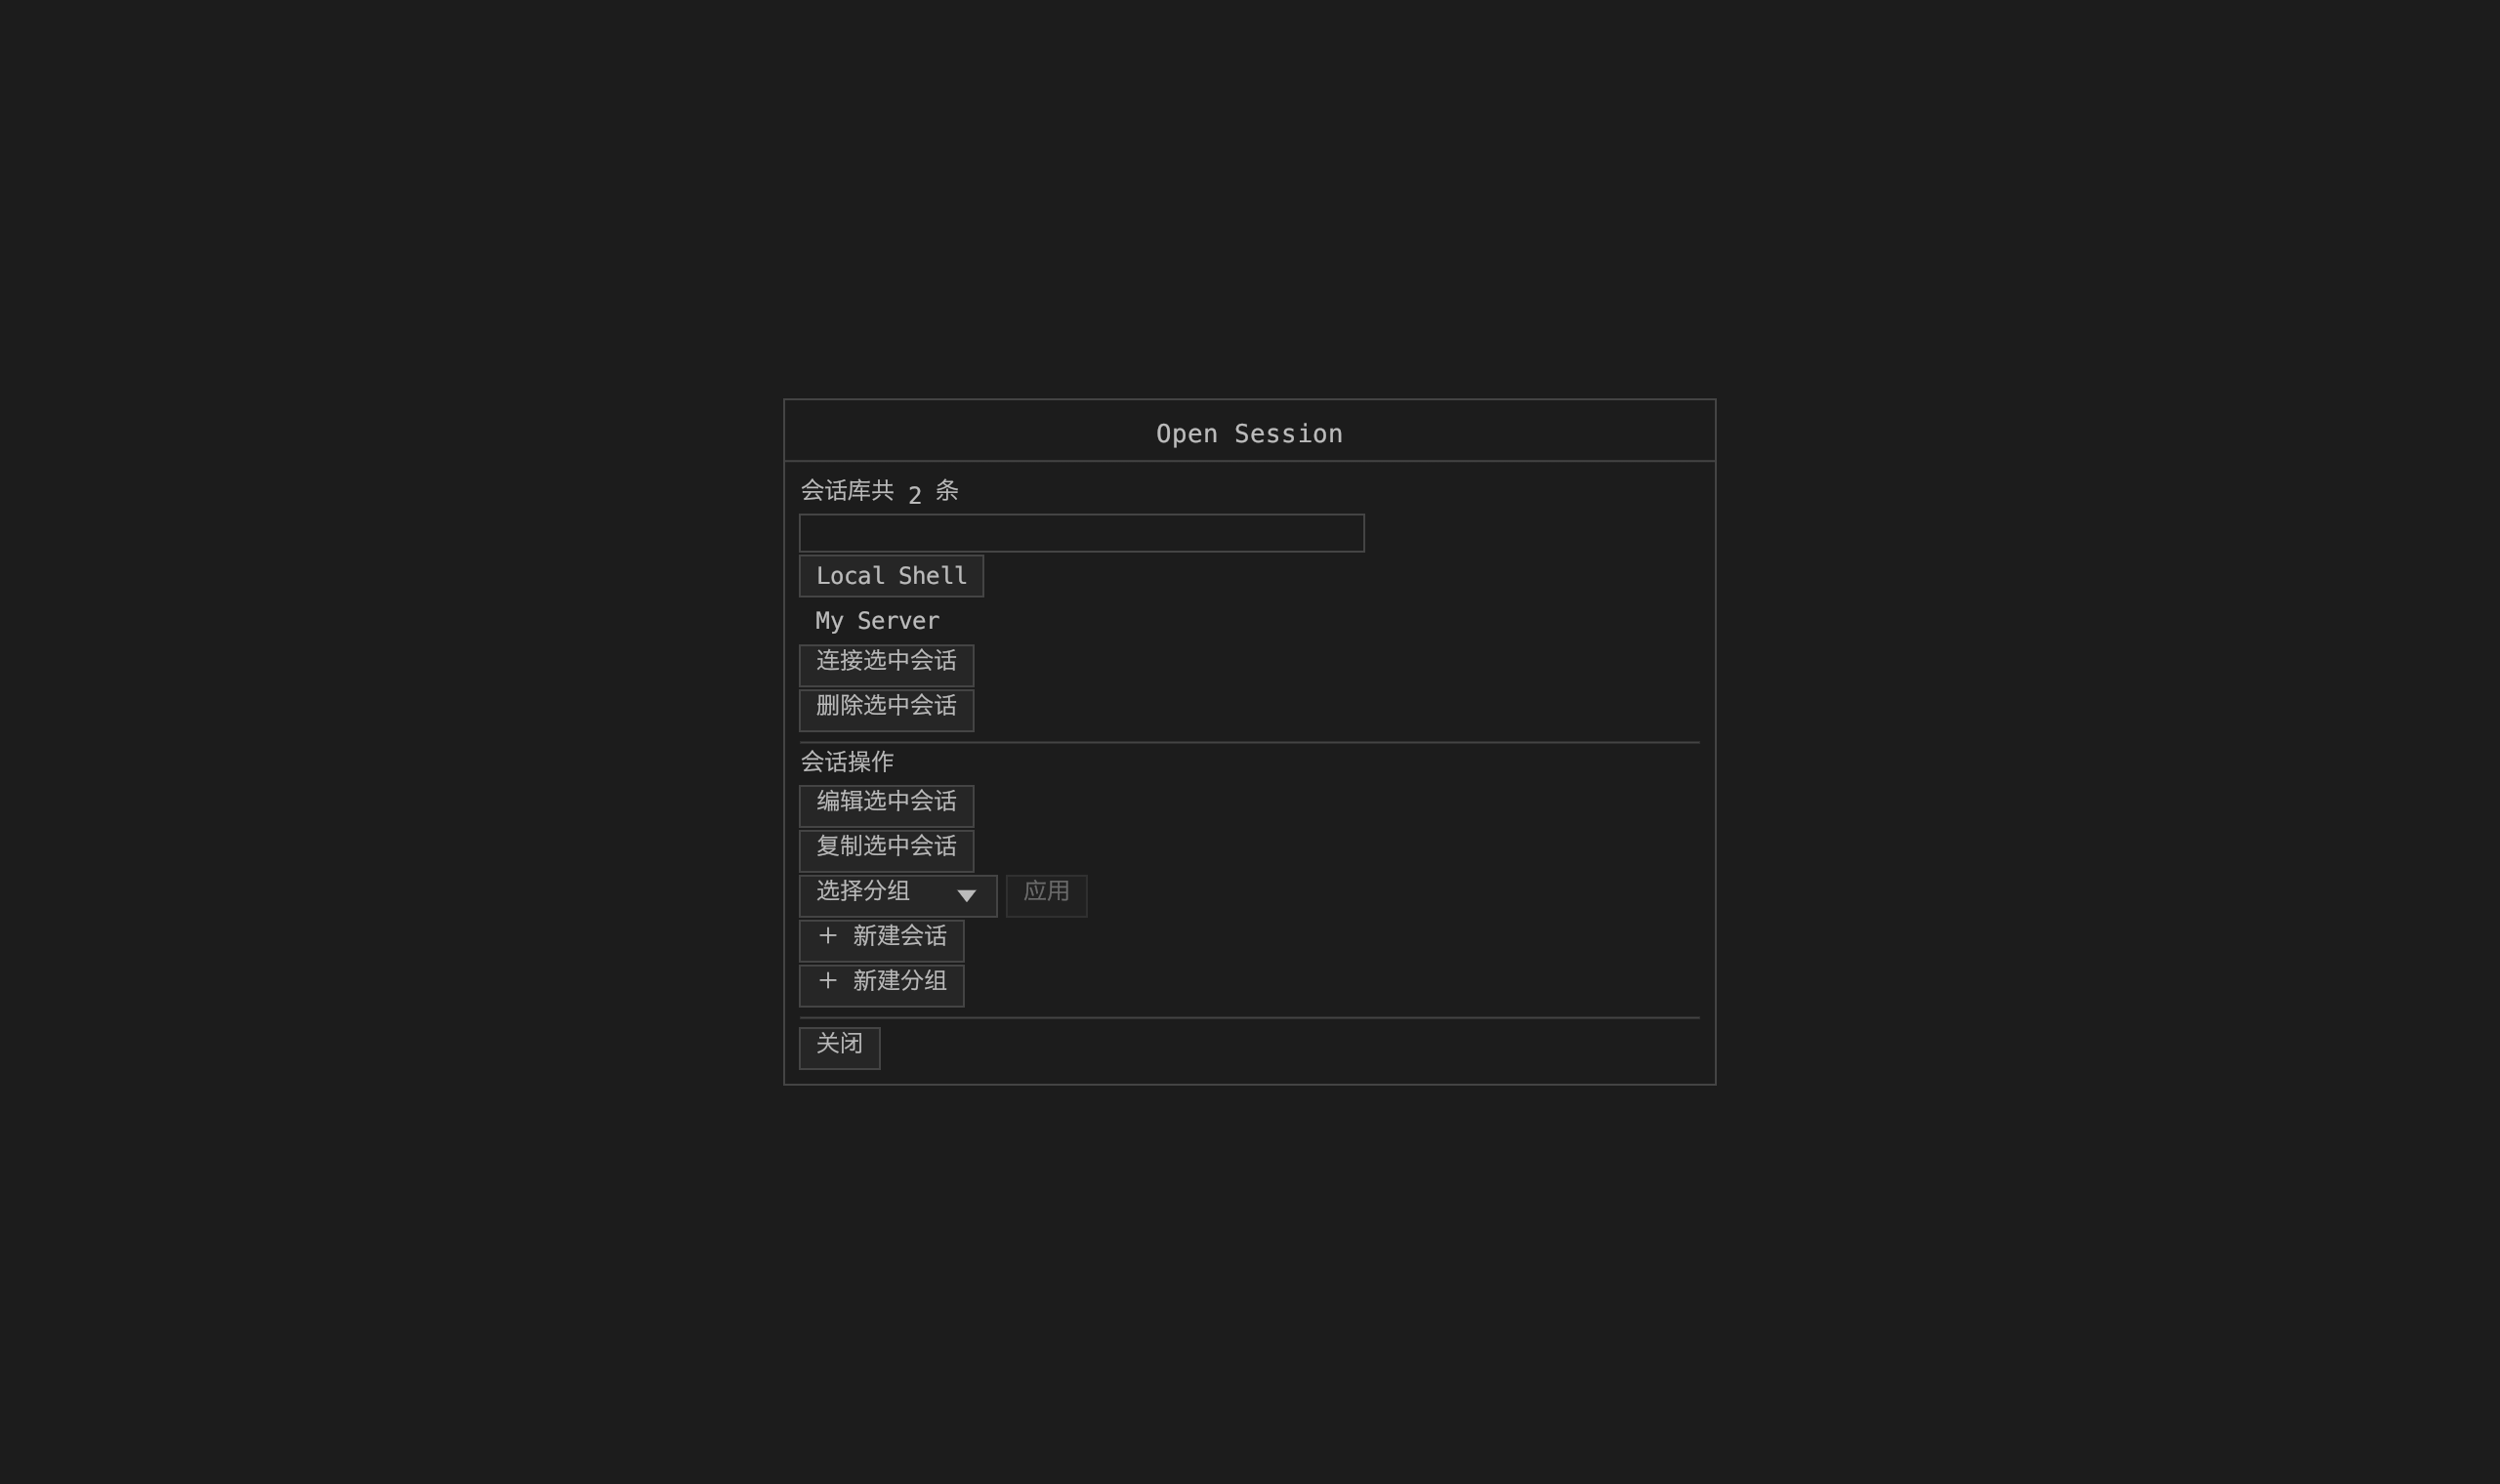 Open Session
会话库共 2 条
Local Shell
My Server
连接选中会话
删除选中会话
会话操作
编辑选中会话
复制选中会话
选择分组 应用
+ 新建会话
+ 新建分组
关闭